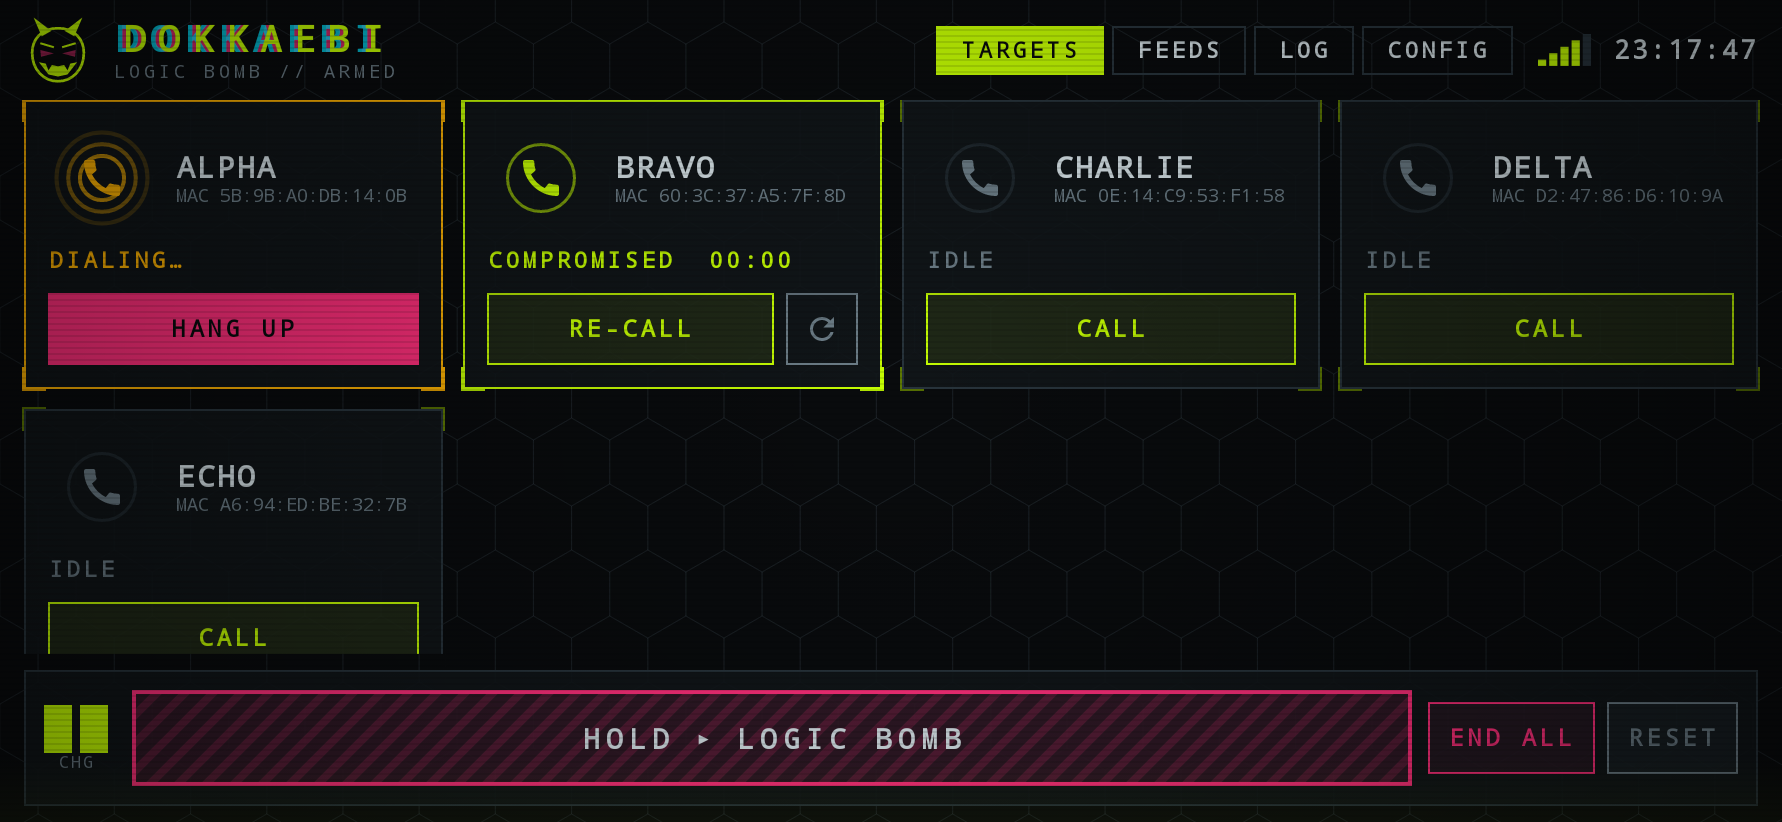 DOKKAEBI
LOGIC BOMB // ARMED
TARGETS
FEEDS
LOG
CONFIG
23:17:47
ALPHA
MAC 5B:9B:A0:DB:14:0B
DIALING…
HANG UP
BRAVO
MAC 60:3C:37:A5:7F:8D
COMPROMISED 00:00
RE-CALL
CHARLIE
MAC 0E:14:C9:53:F1:58
IDLE
CALL
DELTA
MAC D2:47:86:D6:10:9A
IDLE
CALL
ECHO
MAC A6:94:ED:BE:32:7B
IDLE
CALL
CHG
HOLD ▸ LOGIC BOMB
END ALL
RESET